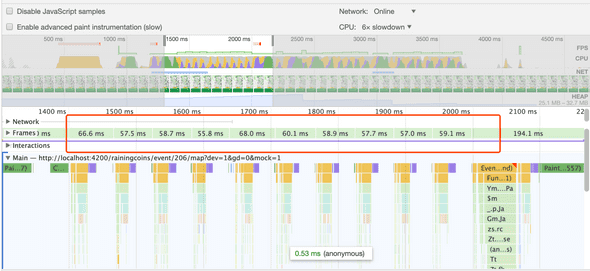 Disable JavaScript samples Network: Online ▼
Enable advanced paint instrumentation (slow) CPU: 6x slowdown ▼
500 ms 1000 ms 1500 ms 2000 ms 2500 ms 3000 ms 3500 ms 4000 ms 4500 ms
FPS
CPU
NET
HEAP
25.1 MB – 32.7 MB
1400 ms 1500 ms 1600 ms 1700 ms 1800 ms 1900 ms 2000 ms 2100 ms 22
▶ Network
▶ Frames 66.6 ms 57.5 ms 58.7 ms 55.8 ms 68.0 ms 60.1 ms 58.9 ms 57.7 ms 57.0 ms 59.1 ms 194.1 ms
▶ Interactions
▼ Main — http://localhost:4200/rainingcoins/event/206/map?dev=1&gd=0&mock=1
Pai...7) C... Even...nd) Paint...557)
Fun...1)
Ym....Pa
$m
_.p.Ja
Gm.Ja
zs.rc
Zt....se
(an...s)
Tt
0.53 ms (anonymous)